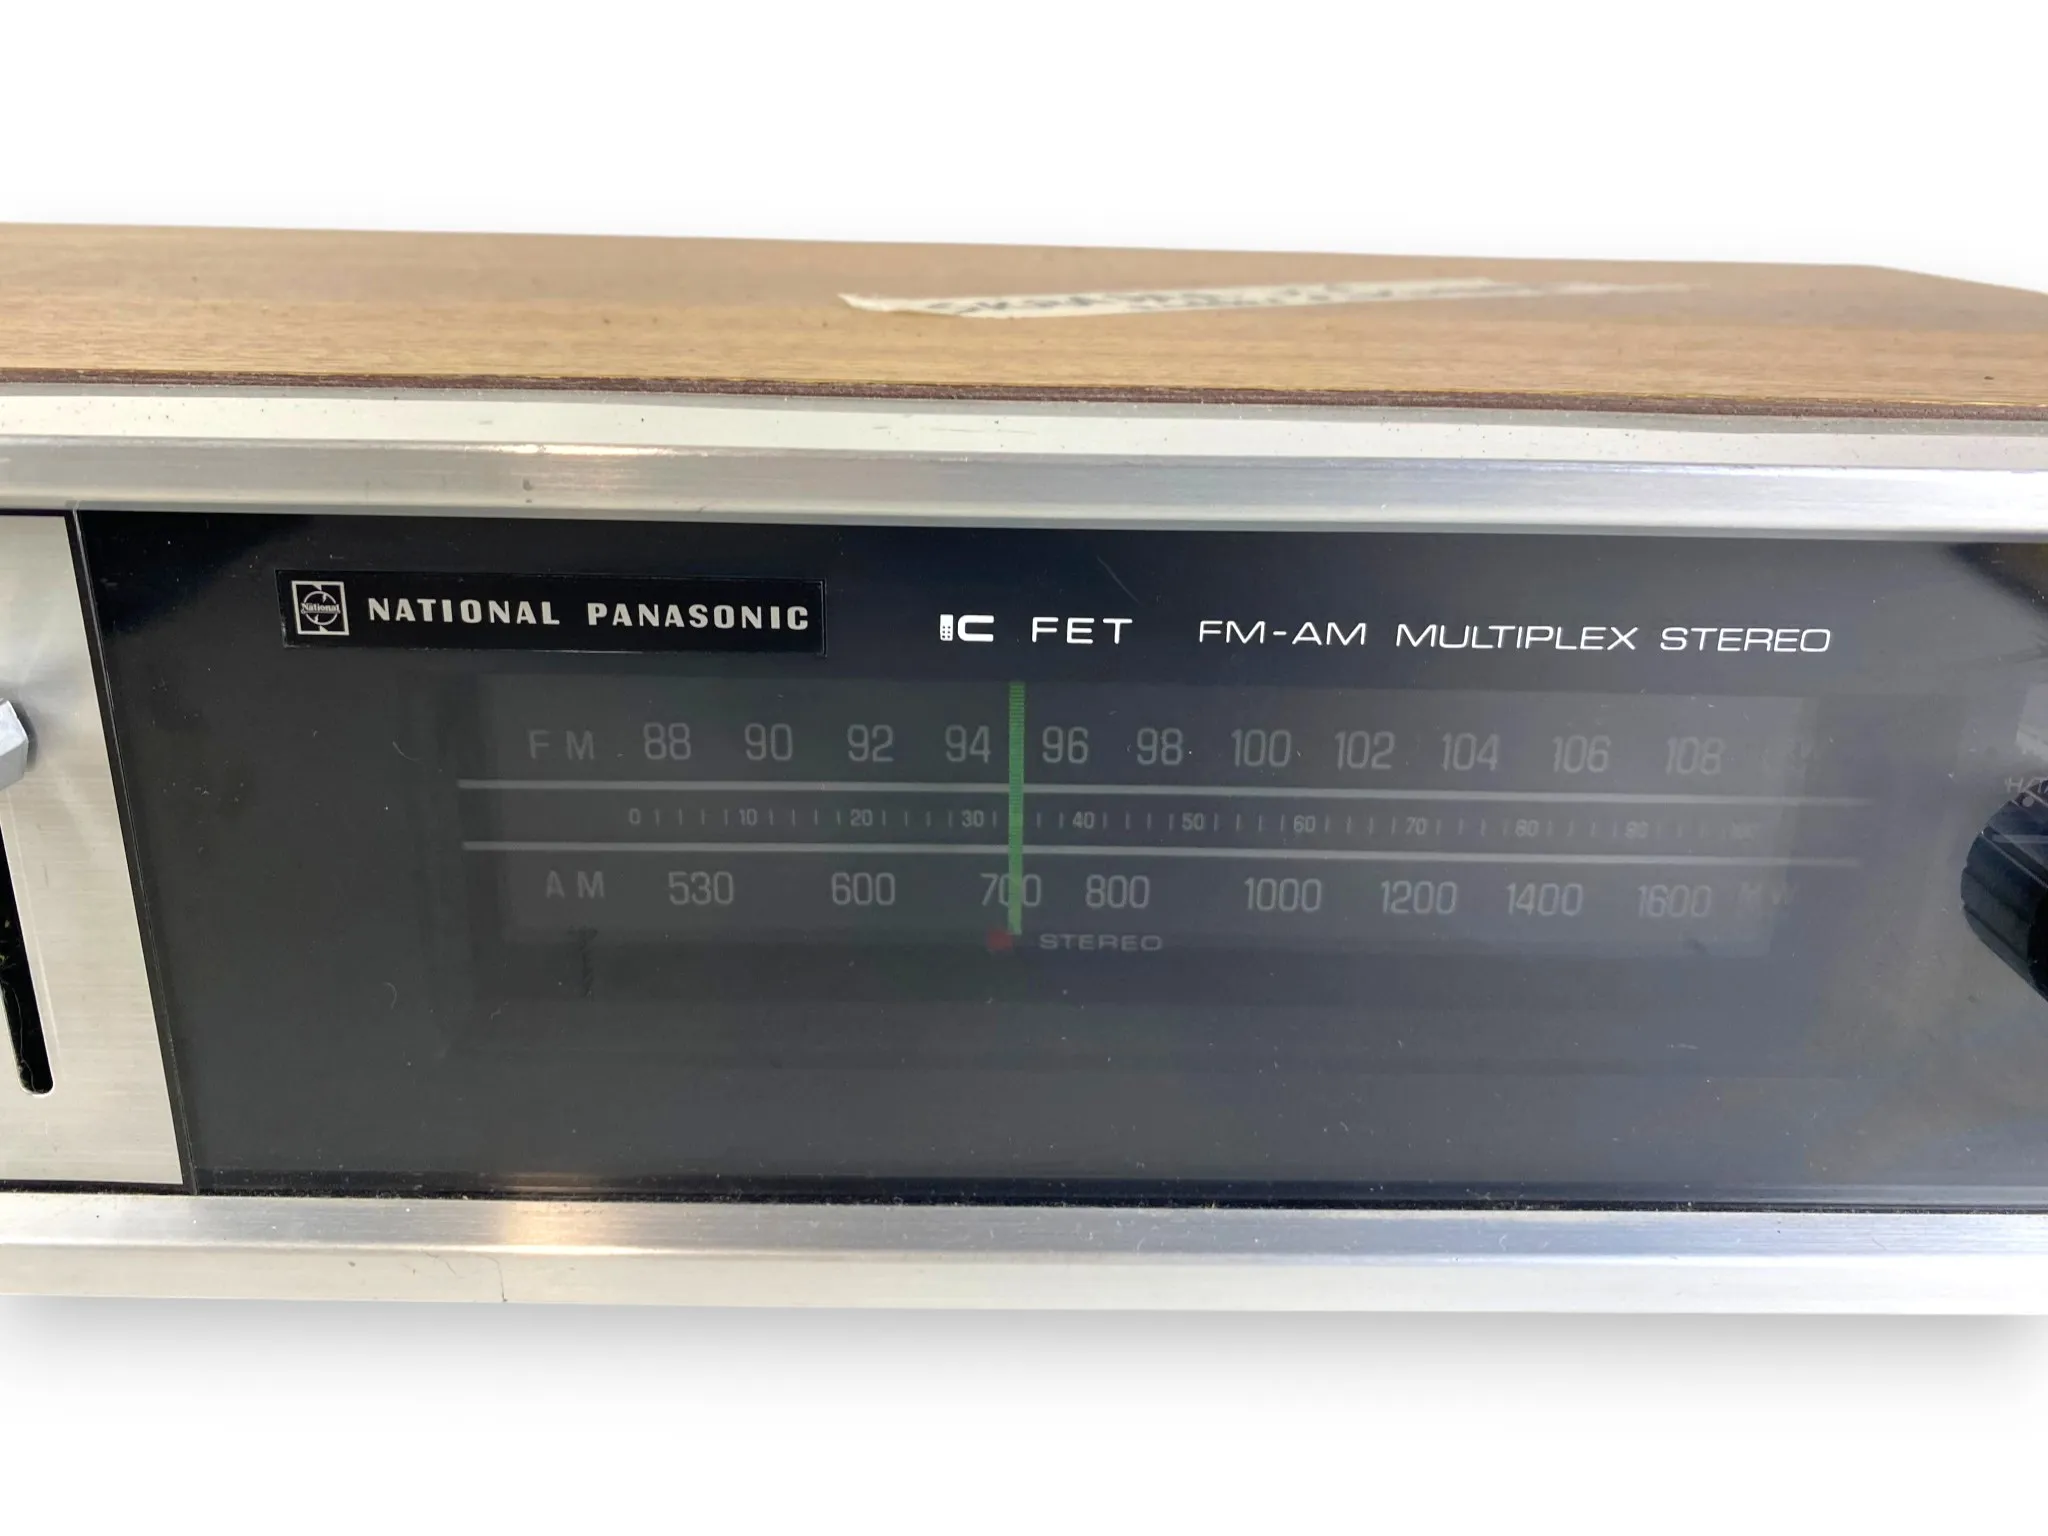 National NATIONAL PANASONIC
IC FET FM-AM MULTIPLEX STEREO
FM 88 90 92 94 96 98 100 102 104 106 108
0 10 20 30 40 50 60 70 80 90
AM 530 600 700 800 1000 1200 1400 1600
STEREO